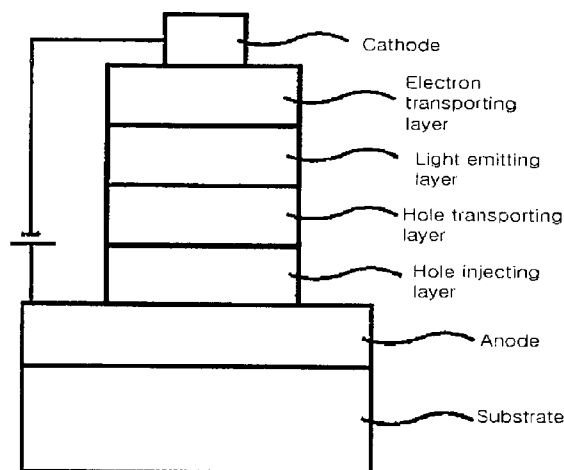 Cathode
Electron
transporting
layer
Light emitting
layer
Hole transporting
layer
Hole injecting
layer
Anode
Substrate